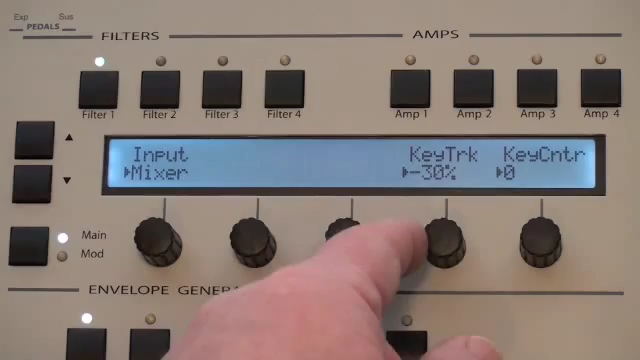 Exp Sus
PEDALS
FILTERS AMPS
Filter 1 Filter 2 Filter 3 Filter 4 Amp 1 Amp 2 Amp 3 Amp 4
Input KeyTrk KeyCntr
Mixer -30% 0
Main
Mod
ENVELOPE